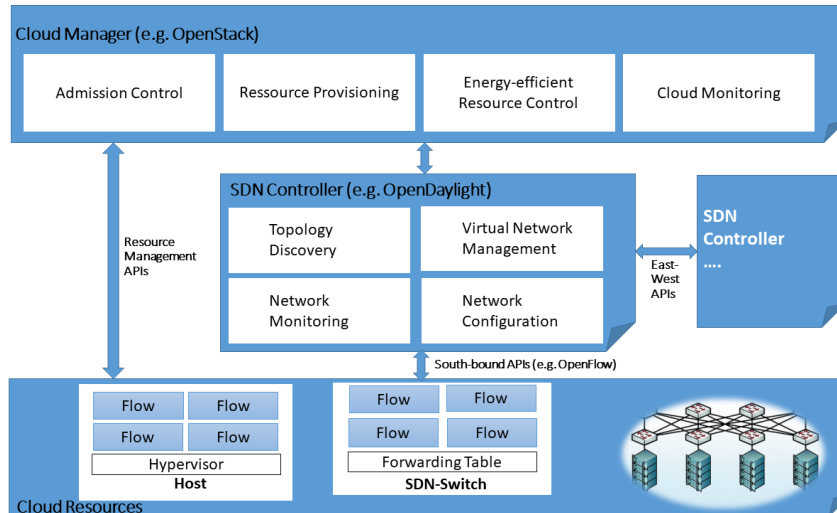 Cloud Manager (e.g. OpenStack)
Admission Control
Ressource Provisioning
Energy-efficient
Resource Control
Cloud Monitoring
SDN Controller (e.g. OpenDaylight)
Topology
Discovery
Virtual Network
Management
Network
Monitoring
Network
Configuration
SDN
Controller
....
Resource
Management
APIs
East-
West
APIs
South-bound APIs (e.g. OpenFlow)
Flow
Flow
Flow
Flow
Hypervisor
Host
Flow
Flow
Flow
Flow
Forwarding Table
SDN-Switch
Cloud Resources